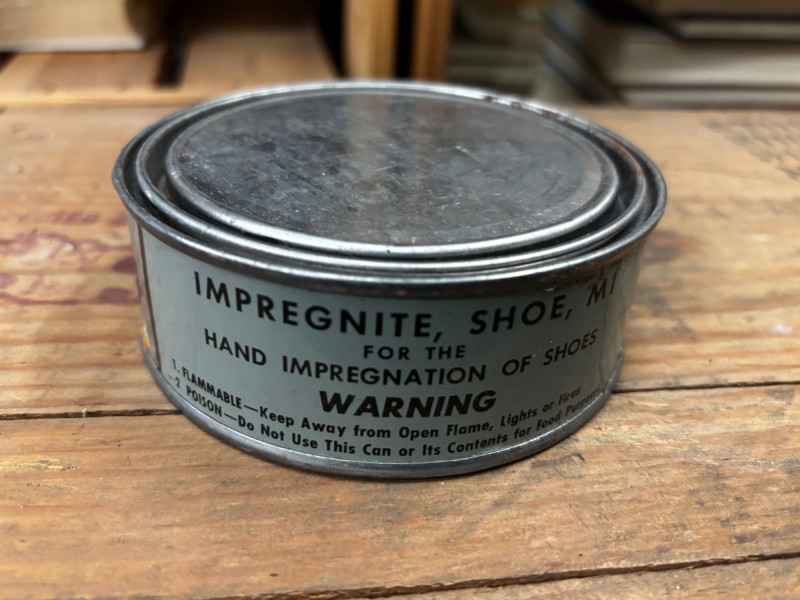 IMPREGNITE, SHOE, M1
FOR THE
HAND IMPREGNATION OF SHOES
WARNING
1. FLAMMABLE—Keep Away from Open Flame, Lights or Fires
2 POISON—Do Not Use This Can or Its Contents for Food Purposes